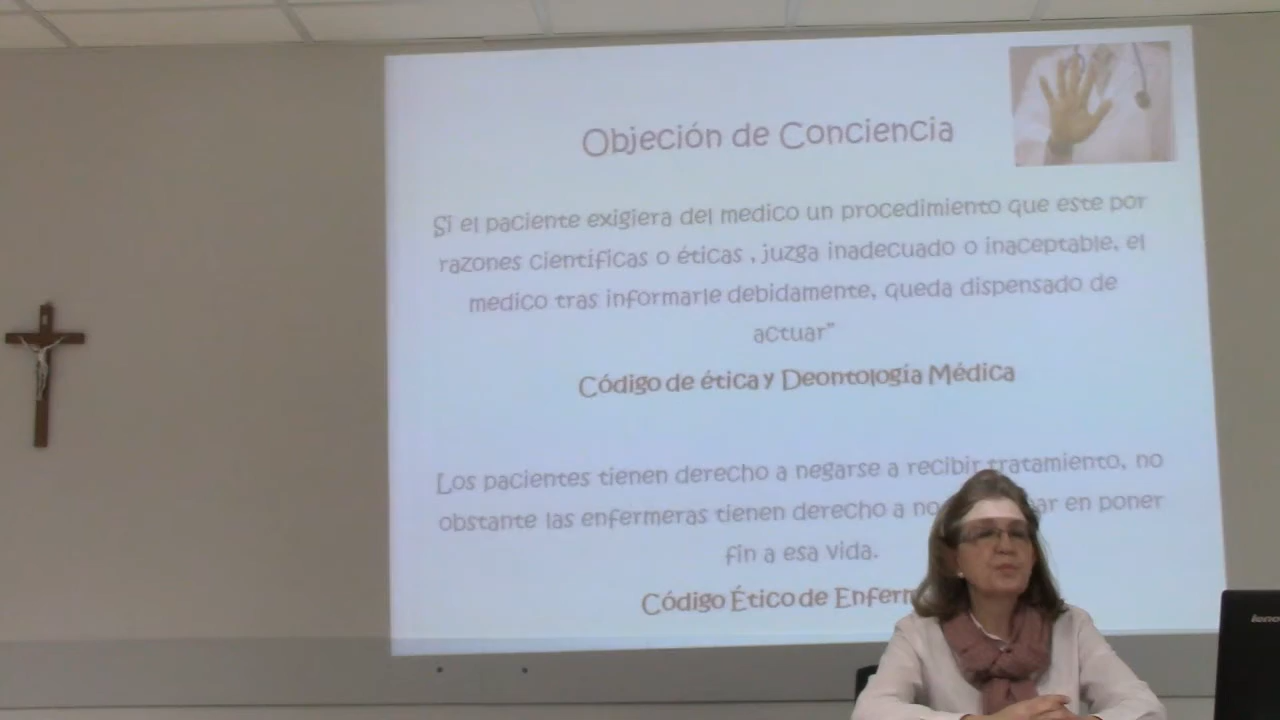 Objeción de Conciencia
Si el paciente exigiera del medico un procedimiento que este por
razones cientificas o éticas , juzga inadecuado o inaceptable, el
medico tras informarle debidamente, queda dispensado de
actuar”
Código de ética y Deontología Médica
Los pacientes tienen derecho a negarse a recibir tratamiento, no
obstante las enfermeras tienen derecho a no ar en poner
fin a esa vida.
Código Ético de Enferm